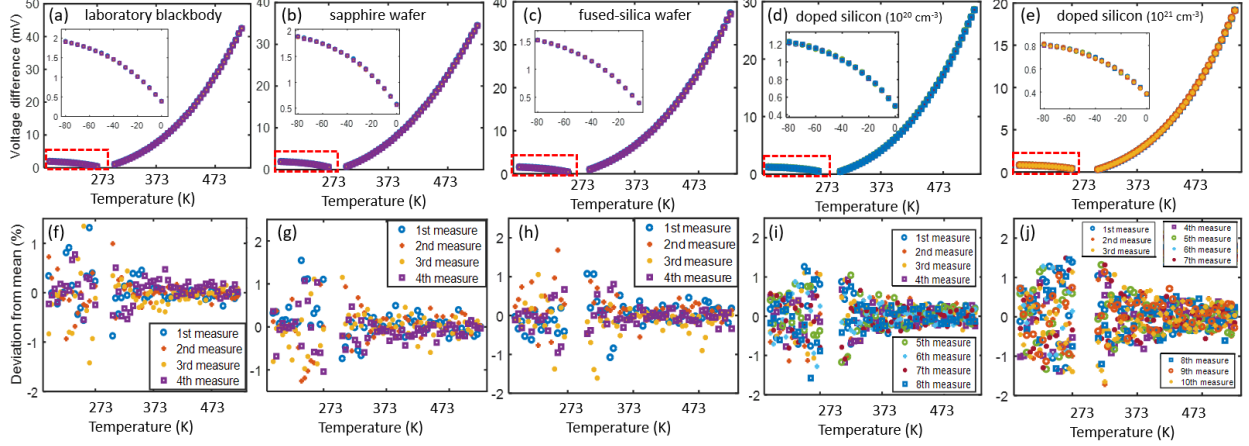 (a) laboratory blackbody
Voltage difference (mV)
50
40
30
20
10
0
2
1.5
1
0.5
0
-80 -60 -40 -20 0
273 373 473
Temperature (K)
(b) sapphire wafer
40
30
20
10
0
2
1.5
1
0.5
-80 -60 -40 -20 0
273 373 473
Temperature (K)
(c) fused-silica wafer
40
30
20
10
0
1.5
1
0.5
-80 -60 -40 -20
273 373 473
Temperature (K)
(d) doped silicon (10²⁰ cm-³)
30
20
10
0
1.2
1
0.8
0.6
0.4
-80 -60 -40 -20 0
273 373 473
Temperature (K)
(e) doped silicon (10²¹ cm-³)
20
15
10
5
0
0.8
0.6
0.4
0.2
-80 -60 -40 -20 0
273 373 473
Temperature (K)
(f)
Deviation from mean (%)
1
0
-1
-2
1st measure
2nd measure
3rd measure
4th measure
273 373 473
Temperature (K)
(g)
2
1
0
-1
1st measure
2nd measure
3rd measure
4th measure
273 373 473
Temperature (K)
(h)
2
1
0
-1
-2
1st measure
2nd measure
3rd measure
4th measure
273 373 473
Temperature (K)
(i)
2
1
0
-1
-2
1st measure
2nd measure
3rd measure
4th measure
5th measure
6th measure
7th measure
8th measure
273 373 473
Temperature (K)
(j)
2
1
0
-1
-2
1st measure
2nd measure
3rd measure
4th measure
5th measure
6th measure
7th measure
8th measure
9th measure
10th measure
273 373 473
Temperature (K)